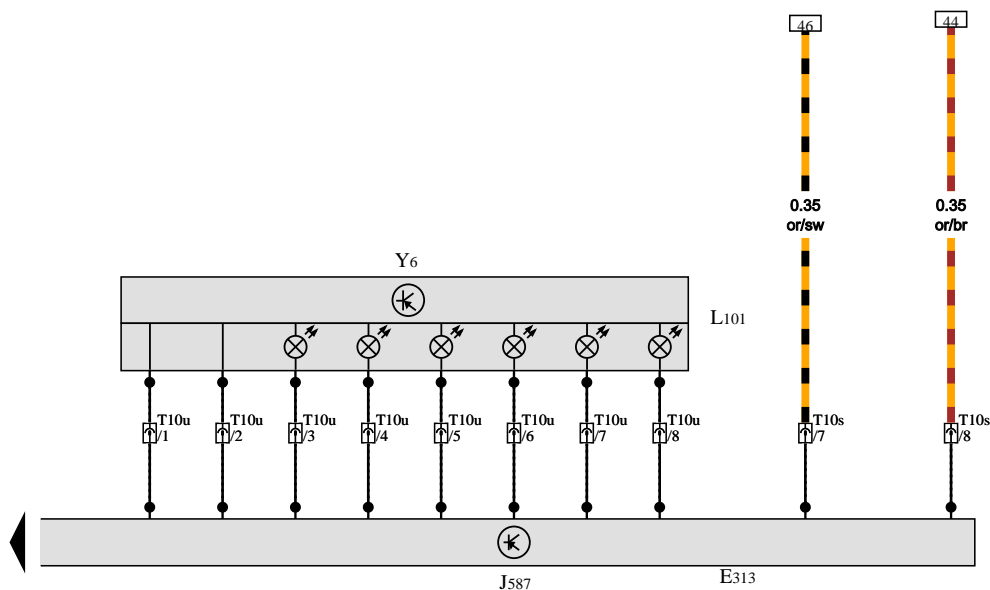 46
44
0.35
or/sw
0.35
or/br
Y6
L101
T10u
/1
T10u
/2
T10u
/3
T10u
/4
T10u
/5
T10u
/6
T10u
/7
T10u
/8
T10s
/7
T10s
/8
J587
E313